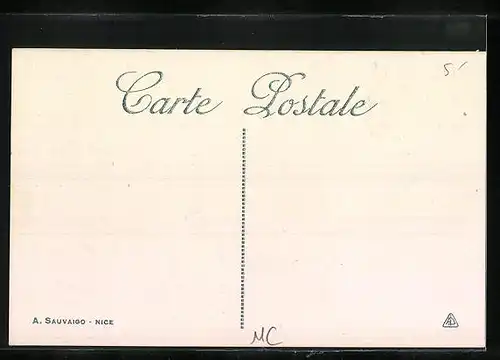 5'
Carte Postale
A. SAUVAIGO - NICE
MC